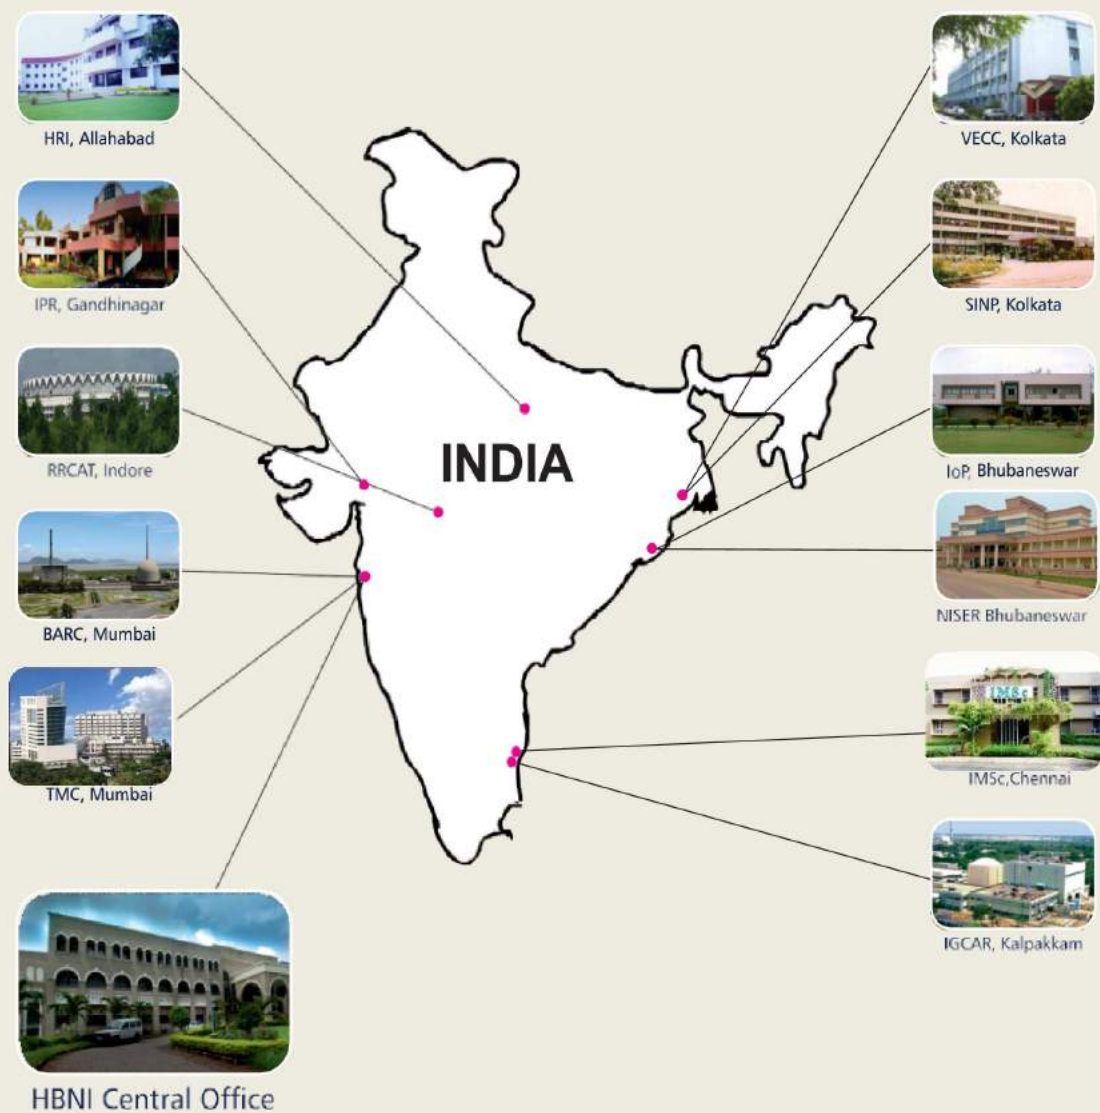 HRI, Allahabad
VECC, Kolkata
IPR, Gandhinagar
SINP, Kolkata
RRCAT, Indore
INDIA
IoP, Bhubaneswar
BARC, Mumbai
NISER Bhubaneswar
TMC, Mumbai
IMSc
IMSc,Chennai
IGCAR, Kalpakkam
HBNI Central Office